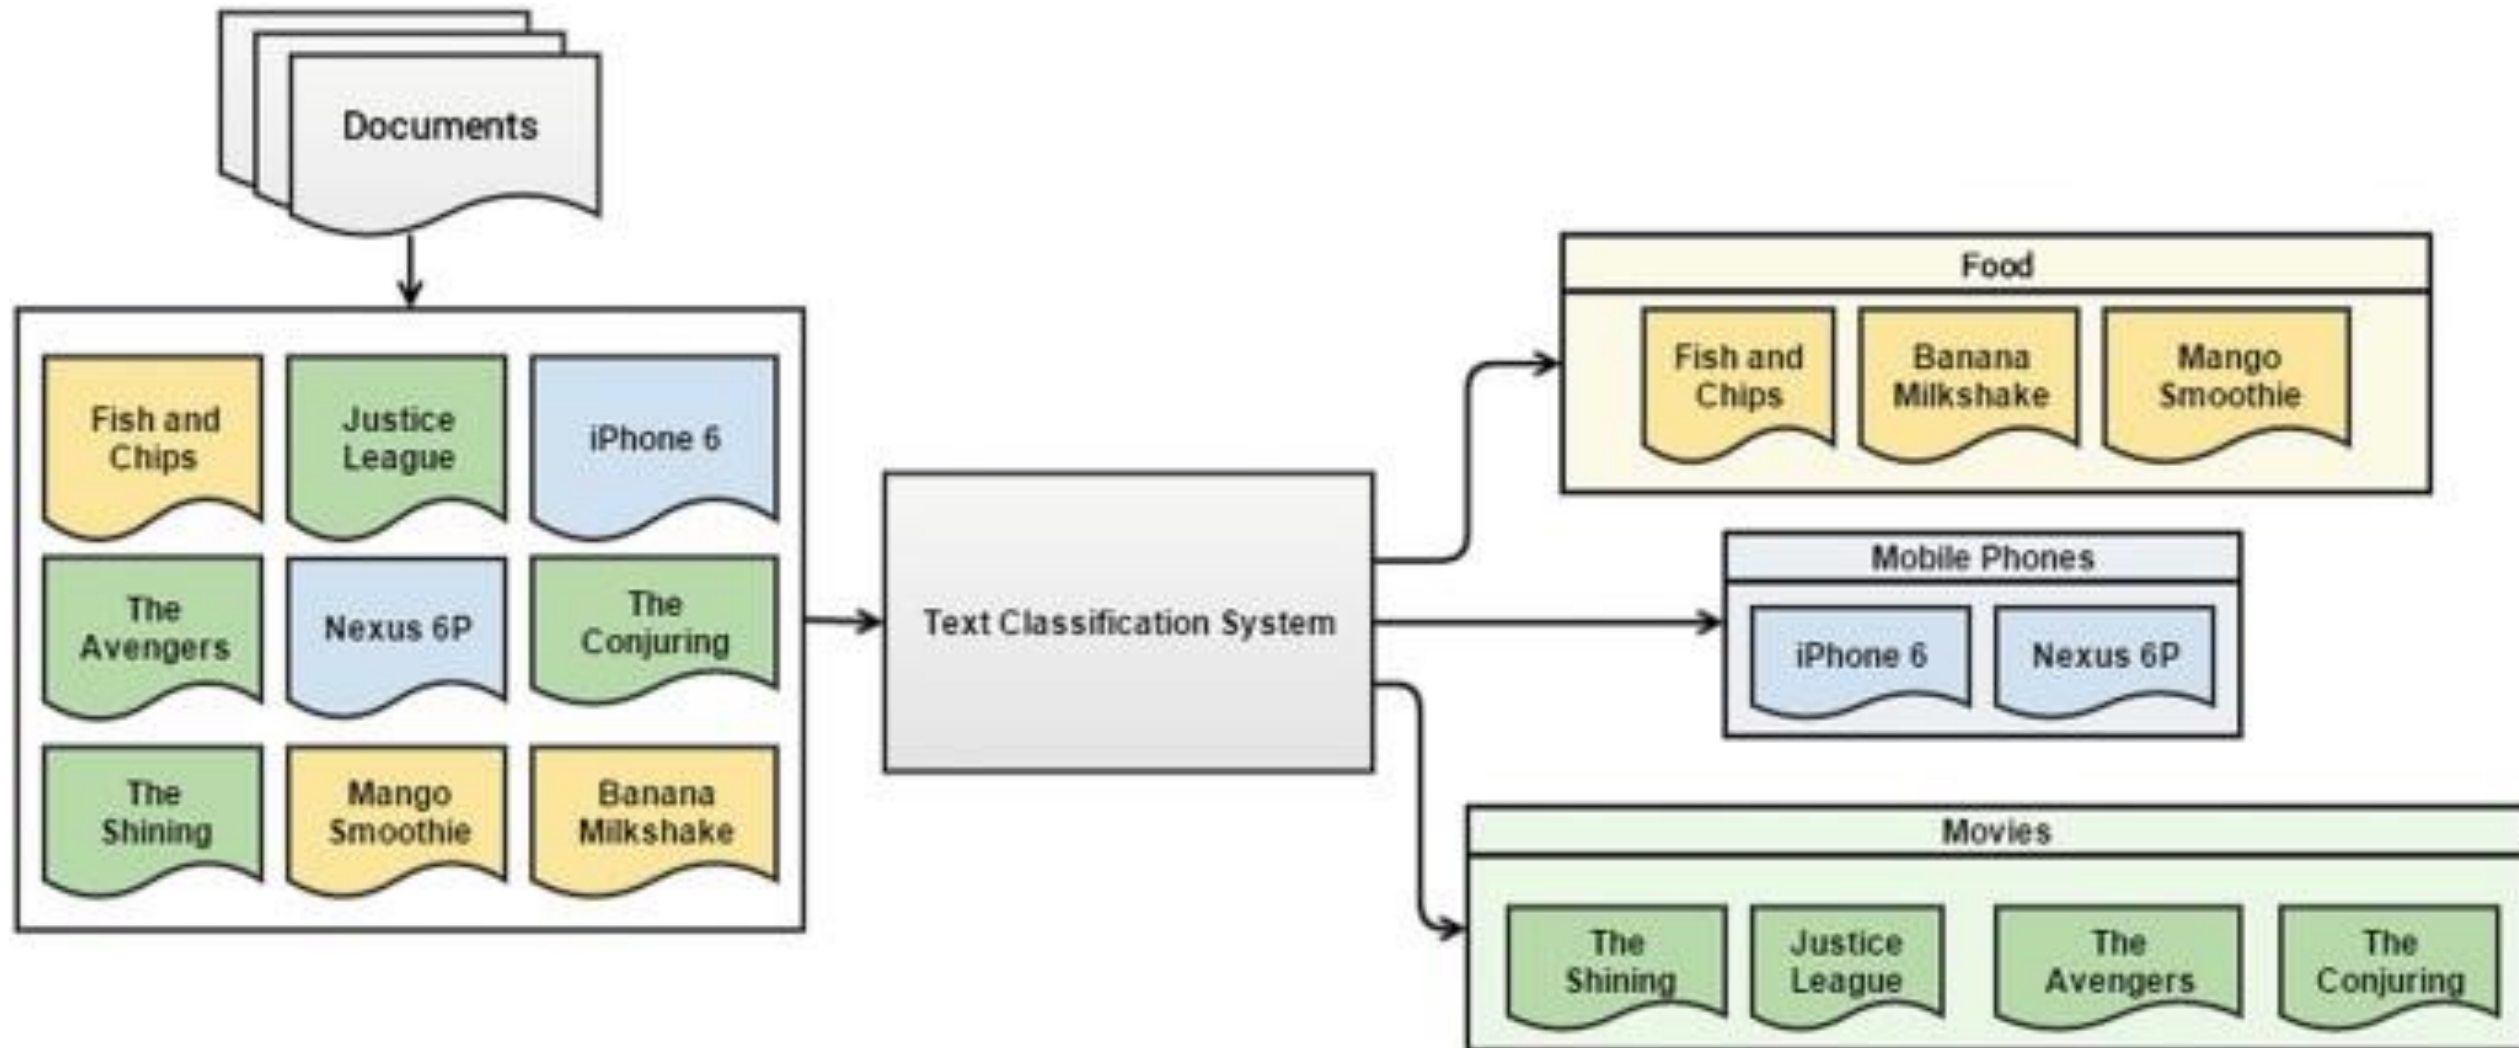 Documents
Fish and
Chips
Justice
League
iPhone 6
The
Avengers
Nexus 6P
The
Conjuring
The
Shining
Mango
Smoothie
Banana
Milkshake
Text Classification System
Food
Fish and
Chips
Banana
Milkshake
Mango
Smoothie
Mobile Phones
iPhone 6
Nexus 6P
Movies
The
Shining
Justice
League
The
Avengers
The
Conjuring